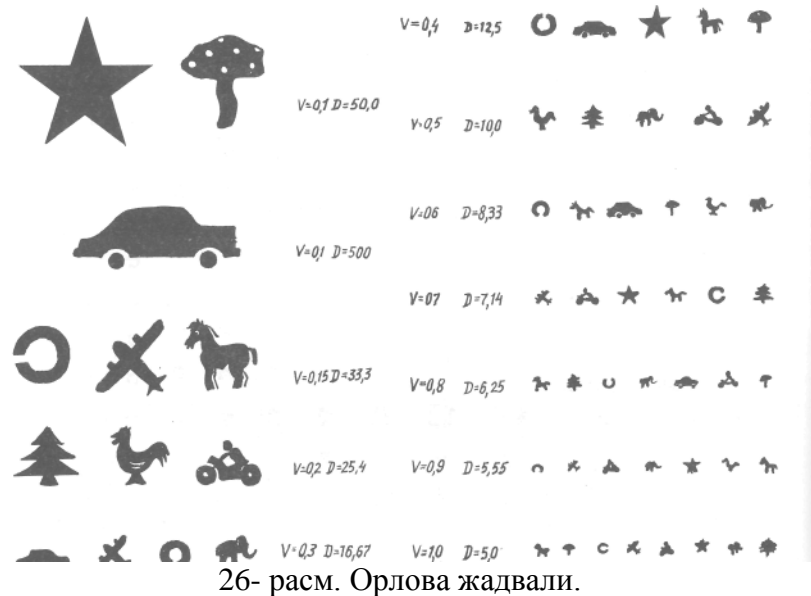 V=0,1 D=50,0
V=0,1 D=500
V=0,15 D=33,3
V=0,2 D=25,4
V=0,3 D=16,67
V=0,4 D=12,5
V=0,5 D=10,0
V=06 D=8,33
V=07 D=7,14
V=0,8 D=6,25
V=0,9 D=5,55
V=1,0 D=5,0
26- расм. Орлова жадвали.